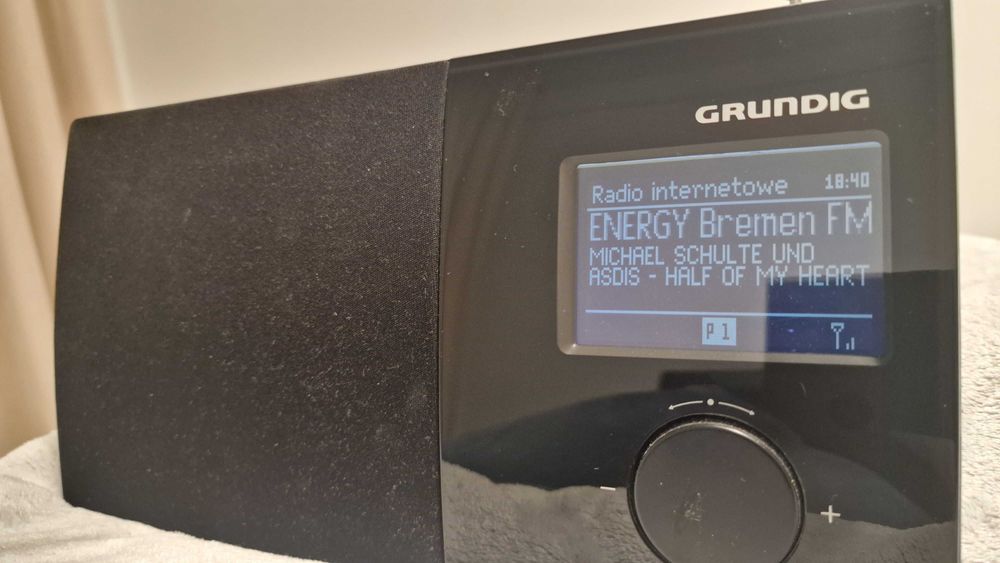 GRUNDIG
Radio internetowe 18:40
ENERGY Bremen FM
MICHAEL SCHULTE UND
ASDIS - HALF OF MY HEART
P1
- +